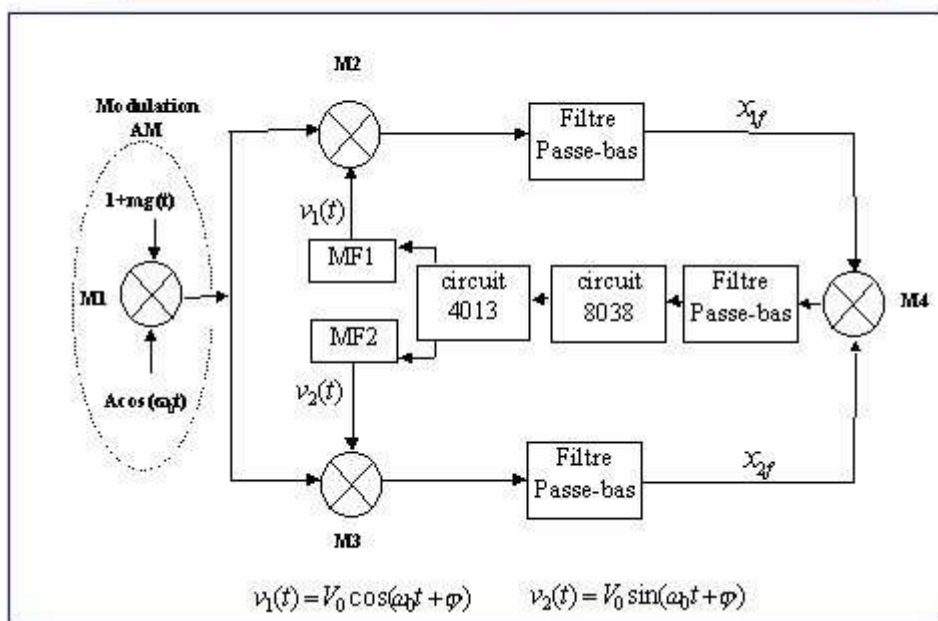 M2
Modulation
AM
Filtre
Passe-bas
x1f
1+mg(t)
v1(t)
MF1
M1
circuit
4013
circuit
8038
Filtre
Passe-bas
M4
MF2
Acos(ω0t)
v2(t)
Filtre
Passe-bas
x2f
M3
v1(t) = V0 cos(ω0t + φ)
v2(t) = V0 sin(ω0t + φ)